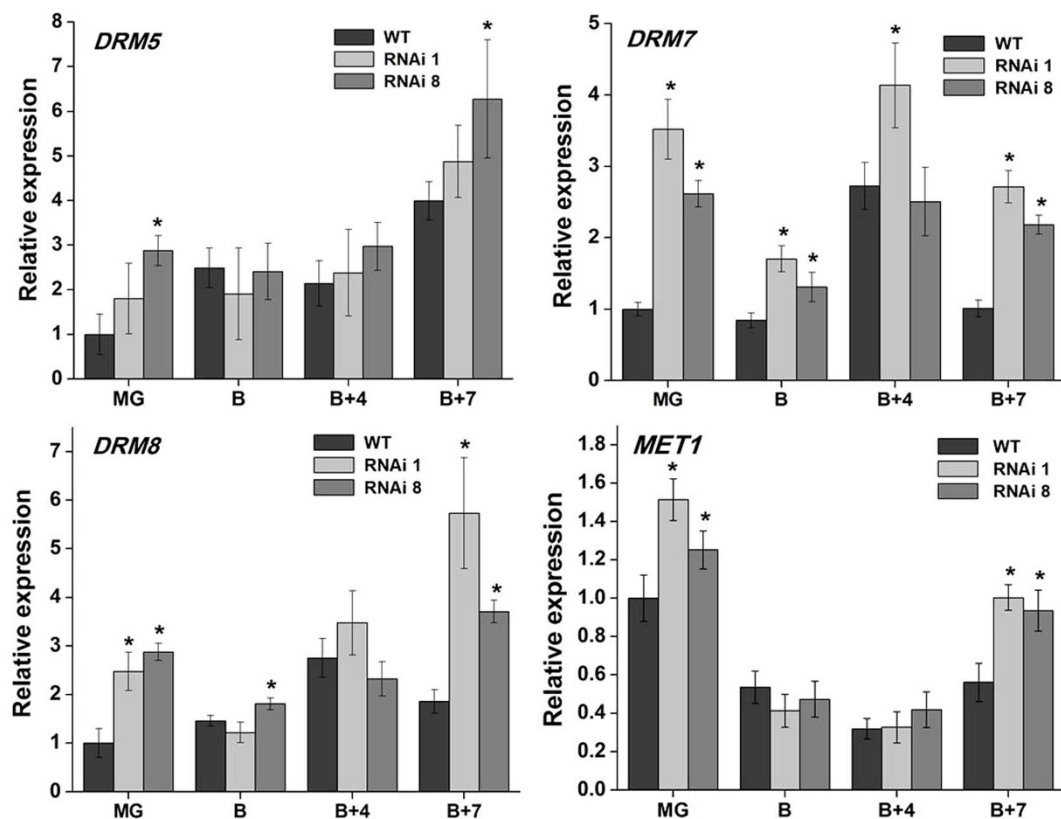 DRM5
WT
RNAi 1
RNAi 8
Relative expression
8
7
6
5
4
3
2
1
0
*
*
MG
B
B+4
B+7
DRM7
WT
RNAi 1
RNAi 8
Relative expression
5
4
3
2
1
0
*
*
*
*
*
*
*
MG
B
B+4
B+7
DRM8
WT
RNAi 1
RNAi 8
Relative expression
7
6
5
4
3
2
1
0
*
*
*
*
*
MG
B
B+4
B+7
MET1
WT
RNAi 1
RNAi 8
Relative expression
1.8
1.6
1.4
1.2
1.0
0.8
0.6
0.4
0.2
0.0
*
*
*
*
MG
B
B+4
B+7